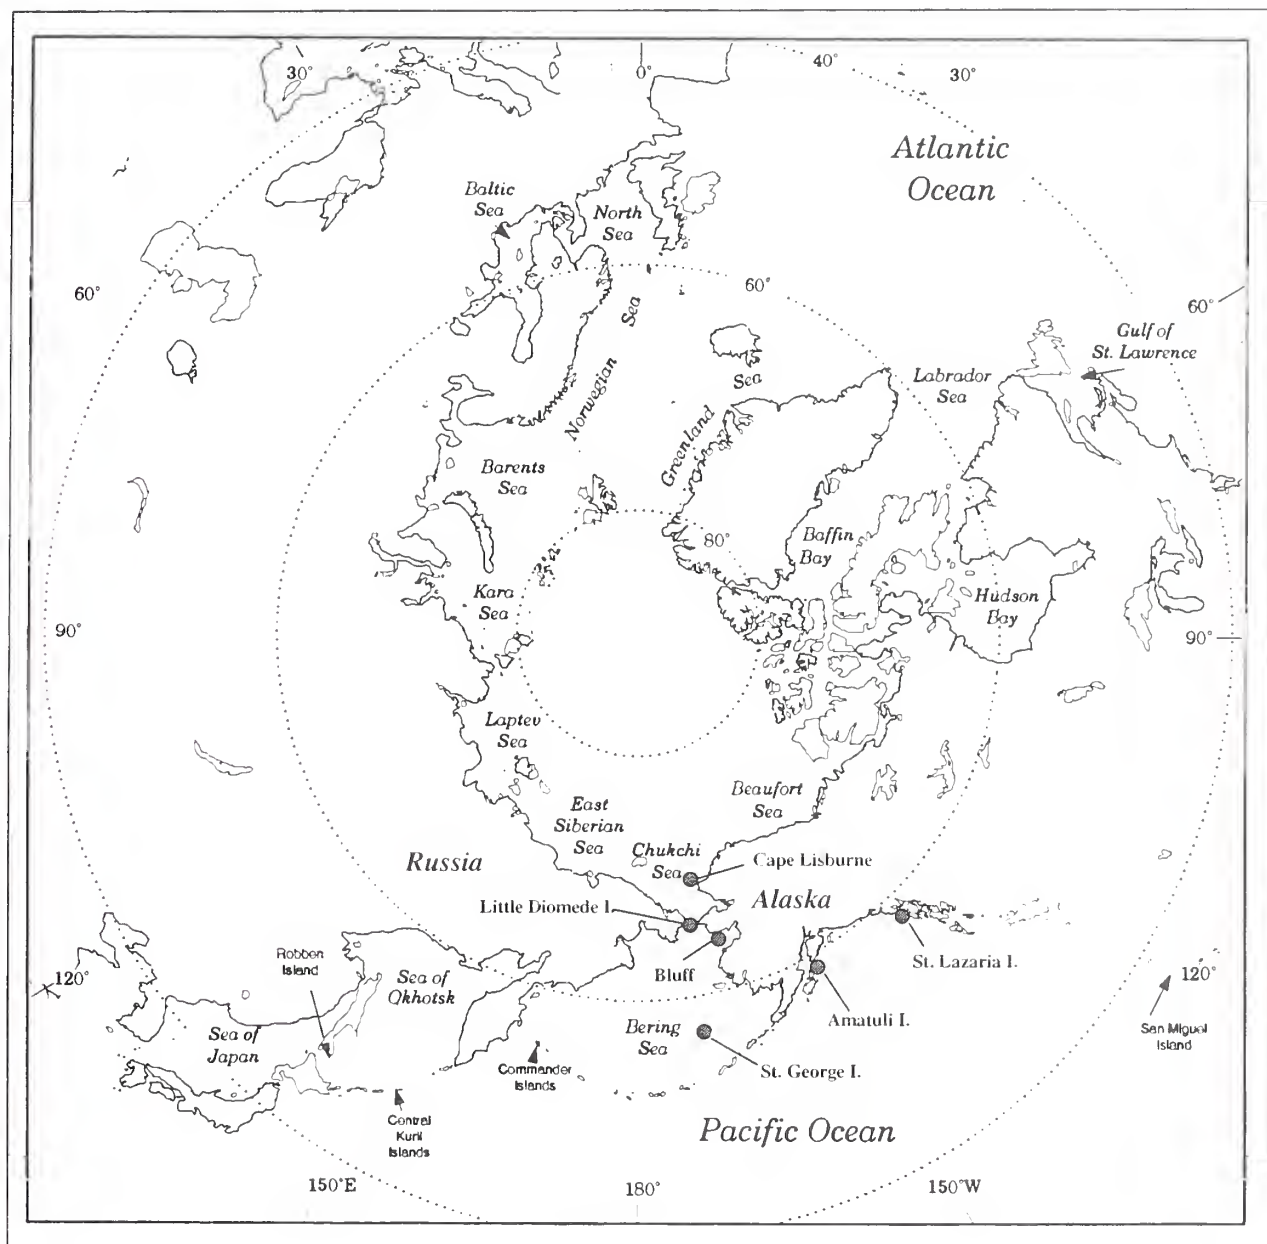 30°
0°
40°
30°
Atlantic
Ocean
Baltic
Sea
North
Sea
60°
60°
60°
Sea
Norwegian
Gulf of
St. Lawrence
Labrador
Sea
Sea
Greenland
Barents
Sea
80°
Baffin
Bay
Kara
Sea
Hudson
Bay
90°
90°
Laptev
Sea
Beaufort
Sea
East
Siberian
Sea
Chukchi
Sea
Russia
Cape Lisburne
Alaska
Little Diomede I.
Robben
Island
Bluff
St. Lazaria I.
120°
120°
Sea of
Okhotsk
Amatuli I.
Sea of
Japan
Bering
Sea
San Miguel
Island
Commander
Islands
St. George I.
Central
Kuril
Islands
Pacific Ocean
150°E
180°
150°W